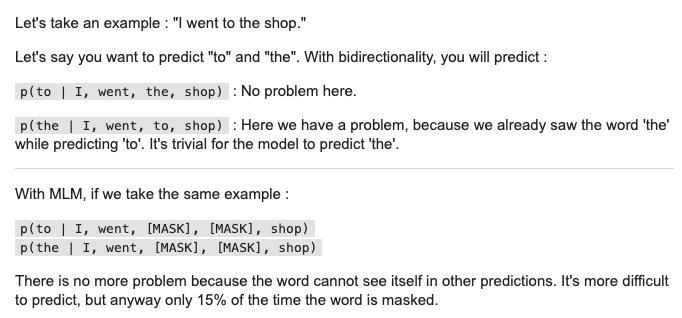 Let's take an example : "I went to the shop."
Let's say you want to predict "to" and "the". With bidirectionality, you will predict :
p(to | I, went, the, shop) : No problem here.
p(the | I, went, to, shop) : Here we have a problem, because we already saw the word 'the'
while predicting 'to'. It's trivial for the model to predict 'the'.
With MLM, if we take the same example :
p(to | I, went, [MASK], [MASK], shop)
p(the | I, went, [MASK], [MASK], shop)
There is no more problem because the word cannot see itself in other predictions. It's more difficult
to predict, but anyway only 15% of the time the word is masked.